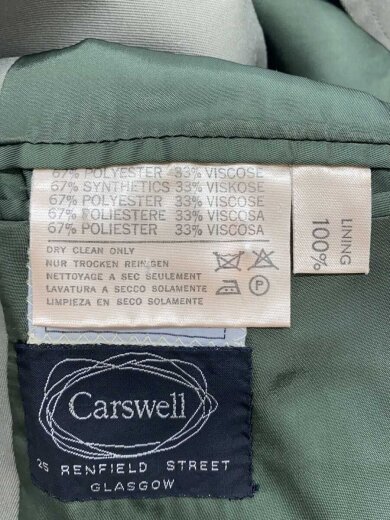 67% POLYESTER 33% VISCOSE
67% SYNTHETICS 33% VISKOSE
67% POLYESTER 33% VISCOSE
67% POLIESTERE 33% VISCOSA
67% POLIESTER 33% VISCOSA
DRY CLEAN ONLY
NUR TROCKEN REINIGEN
NETTOYAGE A SEC SEULEMENT
LAVATURA A SECCO SOLAMENTE
LIMPIEZA EN SECO SOLAMENTE
P
LINING
100%
Carswell
25 RENFIELD STREET
GLASGOW